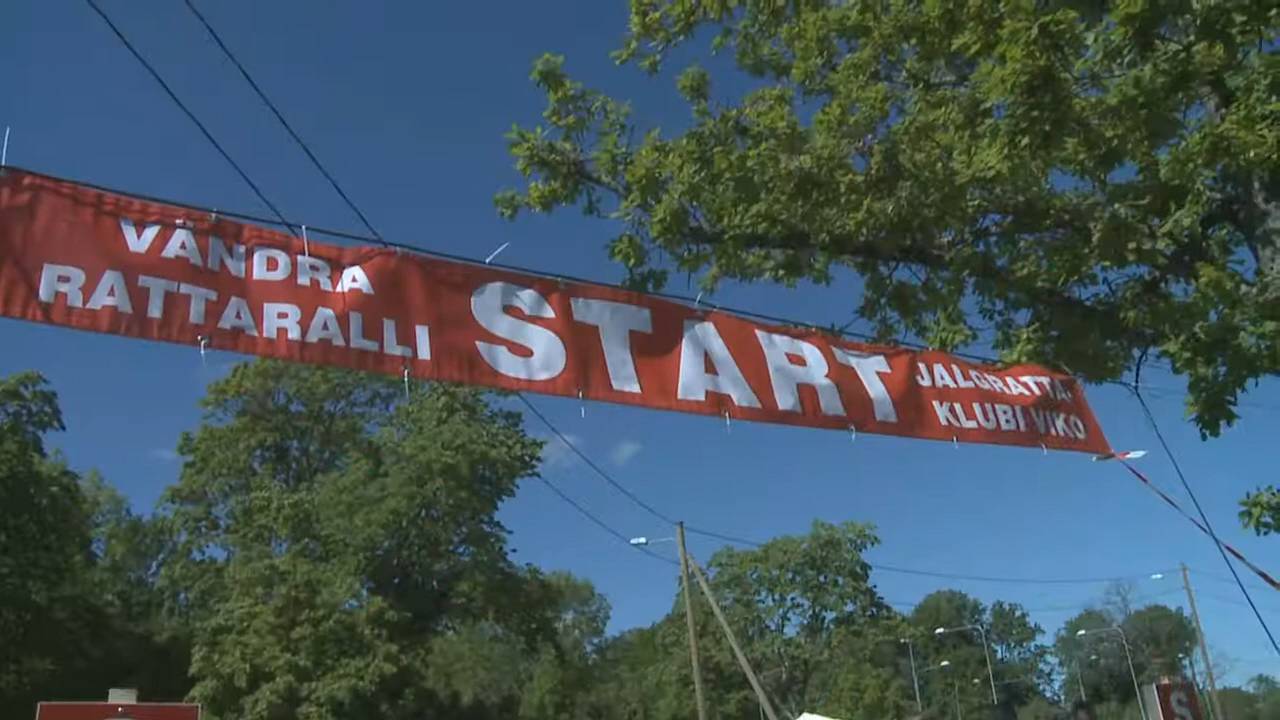 VÄNDRA
RATTARALLI
START
JALGRATTA-
KLUBI VIKO
S